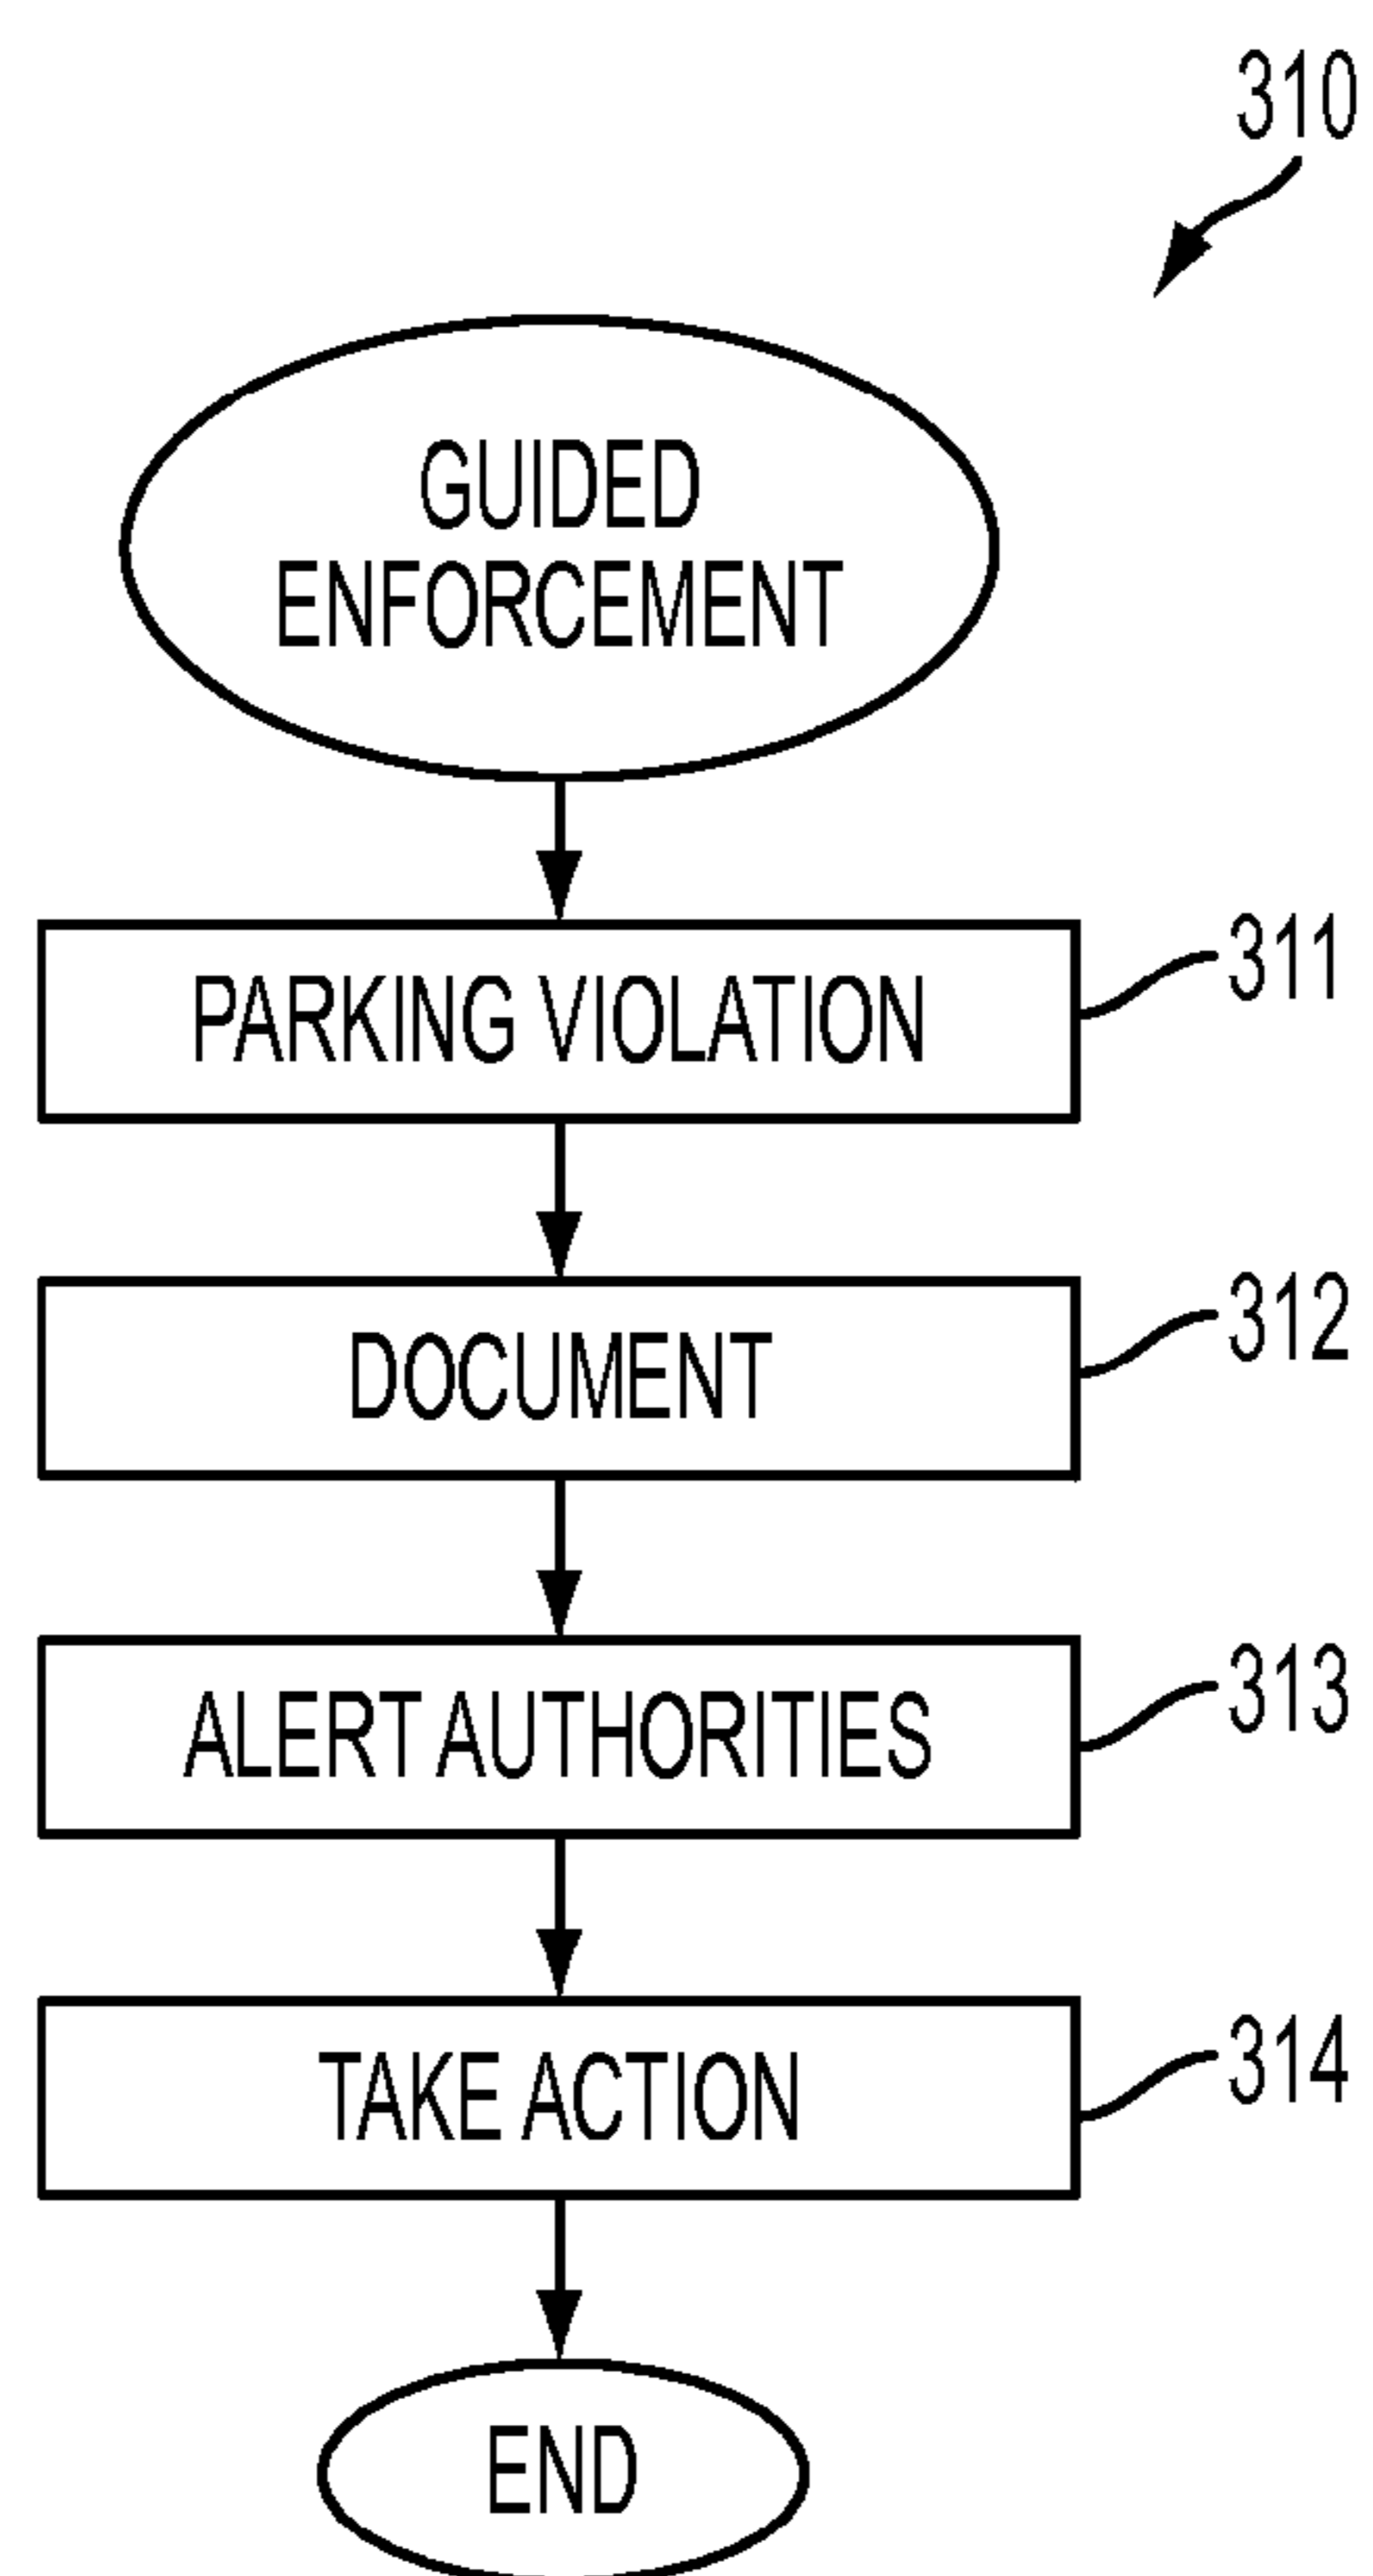 310
GUIDED
ENFORCEMENT
PARKING VIOLATION
311
DOCUMENT
312
ALERT AUTHORITIES
313
TAKE ACTION
314
END